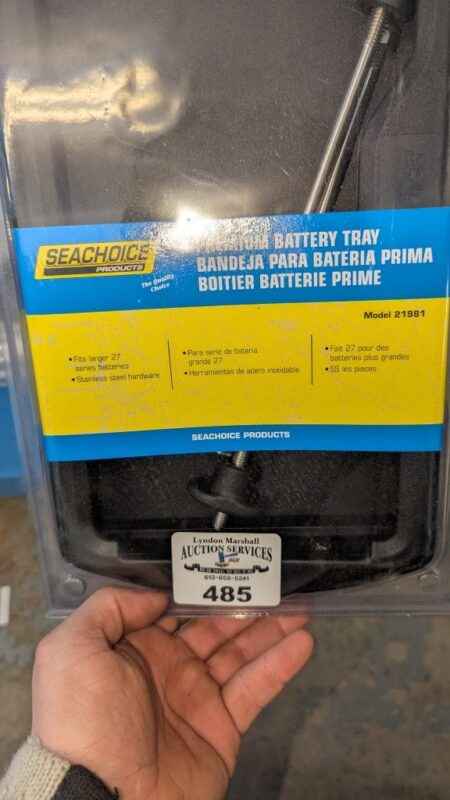 SEACHOICE
PRODUCTS
The Quality
Choice
PREMIUM BATTERY TRAY
BANDEJA PARA BATERIA PRIMA
BOITIER BATTERIE PRIME
Model 21981
•Fits larger 27
series batteries
•Stainless steel hardware
•Para serie de bateria
grande 27
•Herramientas de acero inoxidable
•Fait 27 pour des
batteries plus grandes
•SS les pieces
SEACHOICE PRODUCTS
Lyndon Marshall
AUCTION SERVICES
485